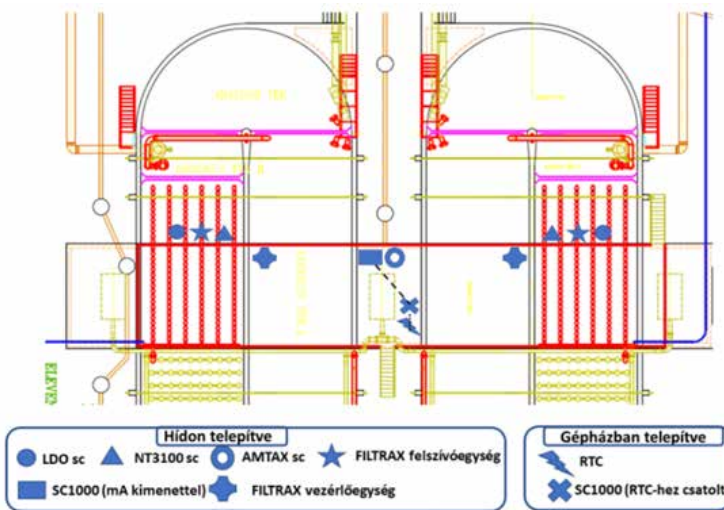 ELEVEN
Hídon telepítve
LDO sc NT3100 sc AMTAX sc FILTRAX felszívóegység
SC1000 (mA kimenettel) FILTRAX vezérlőegység
Gépházban telepítve
RTC
SC1000 (RTC-hez csatolt